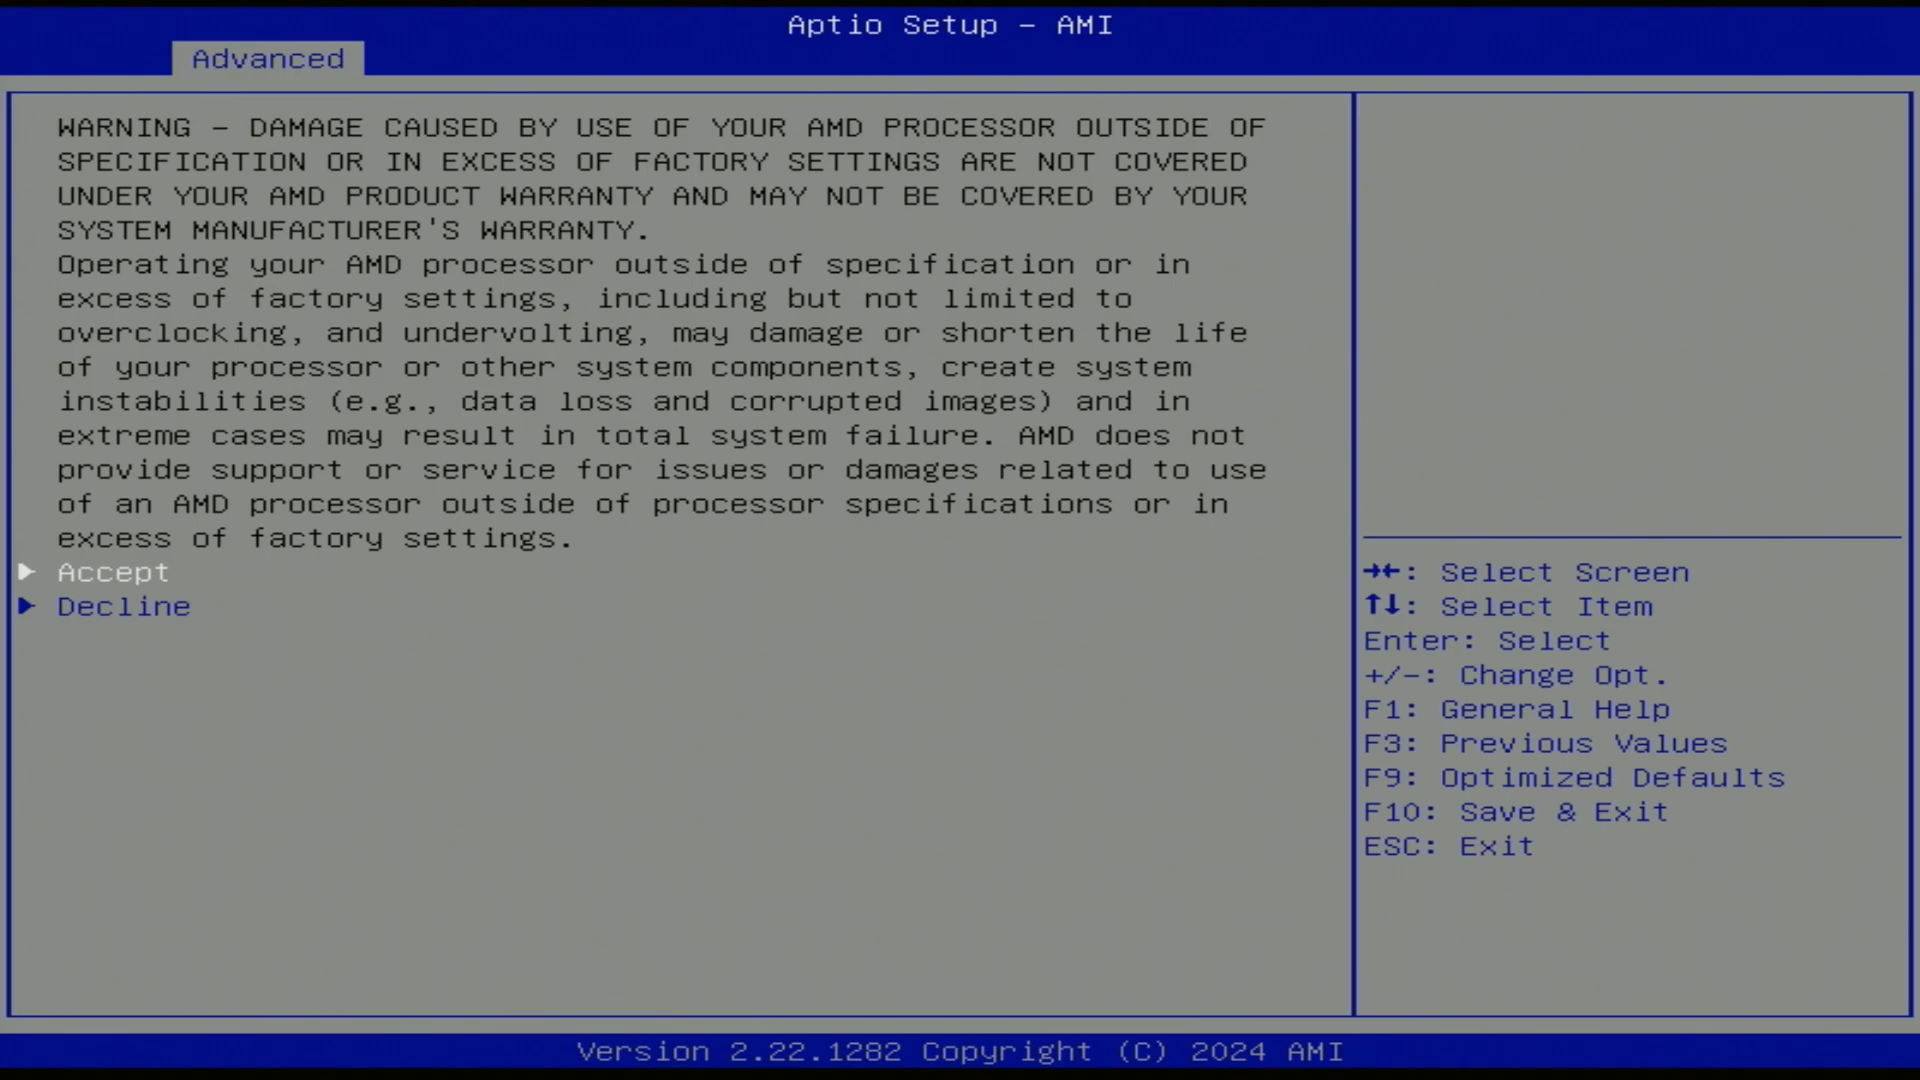 Aptio Setup - AMI
Advanced
WARNING - DAMAGE CAUSED BY USE OF YOUR AMD PROCESSOR OUTSIDE OF
SPECIFICATION OR IN EXCESS OF FACTORY SETTINGS ARE NOT COVERED
UNDER YOUR AMD PRODUCT WARRANTY AND MAY NOT BE COVERED BY YOUR
SYSTEM MANUFACTURER'S WARRANTY.
Operating your AMD processor outside of specification or in
excess of factory settings, including but not limited to
overclocking, and undervolting, may damage or shorten the life
of your processor or other system components, create system
instabilities (e.g., data loss and corrupted images) and in
extreme cases may result in total system failure. AMD does not
provide support or service for issues or damages related to use
of an AMD processor outside of processor specifications or in
excess of factory settings.
Accept
Decline
→←: Select Screen
↑↓: Select Item
Enter: Select
+/-: Change Opt.
F1: General Help
F3: Previous Values
F9: Optimized Defaults
F10: Save & Exit
ESC: Exit
Version 2.22.1282 Copyright (C) 2024 AMI